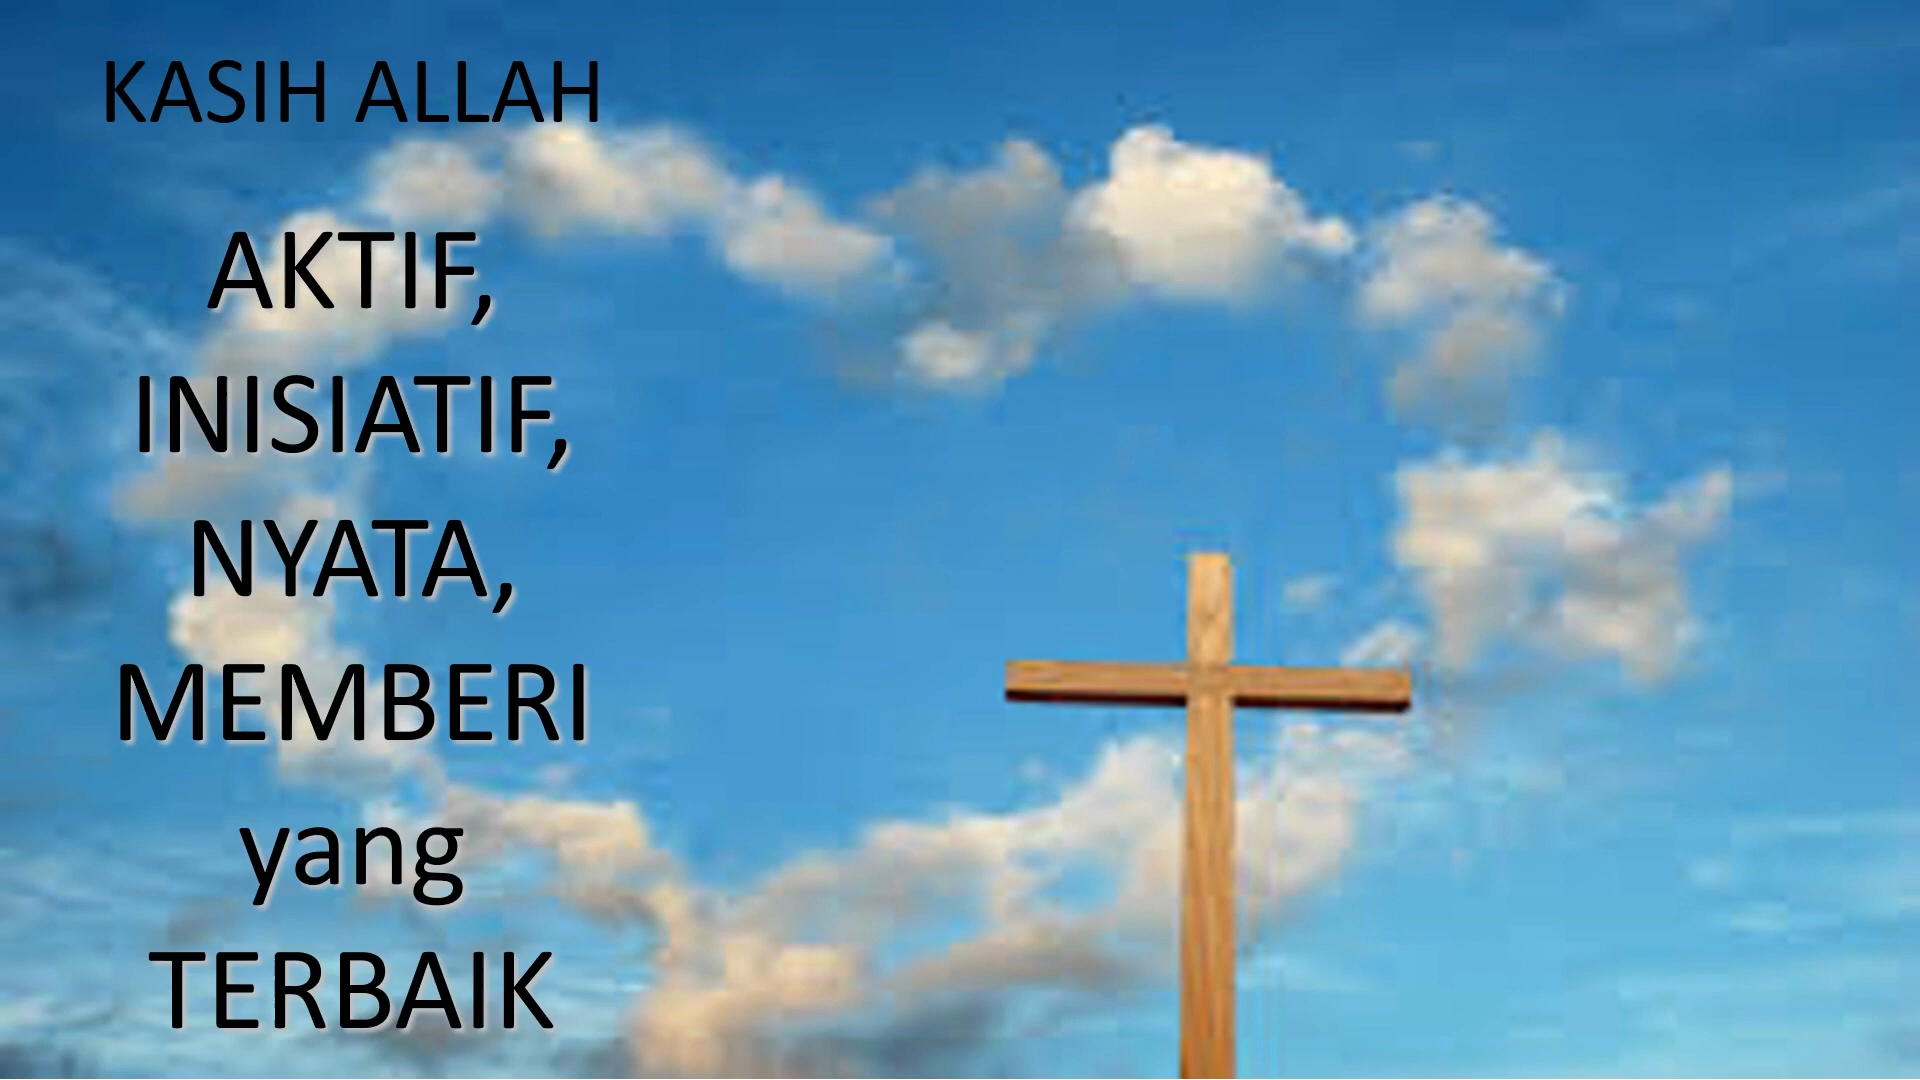 KASIH ALLAH
AKTIF,
INISIATIF,
NYATA,
MEMBERI
yang
TERBAIK